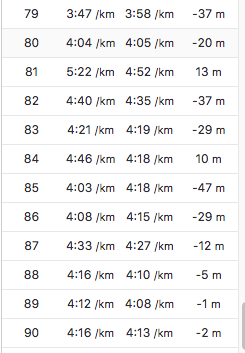 79 3:47 /km 3:58 /km -37 m
80 4:04 /km 4:05 /km -20 m
81 5:22 /km 4:52 /km 13 m
82 4:40 /km 4:35 /km -37 m
83 4:21 /km 4:19 /km -29 m
84 4:46 /km 4:18 /km 10 m
85 4:03 /km 4:18 /km -47 m
86 4:08 /km 4:15 /km -29 m
87 4:33 /km 4:27 /km -12 m
88 4:16 /km 4:10 /km -5 m
89 4:12 /km 4:08 /km -1 m
90 4:16 /km 4:13 /km -2 m